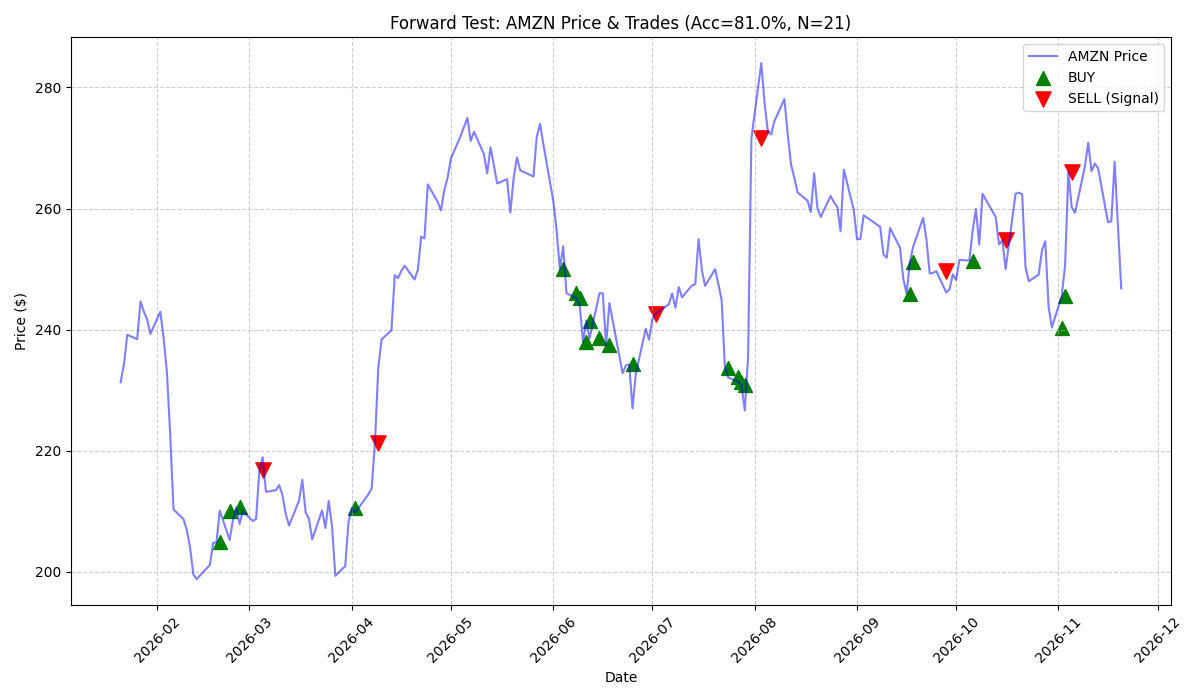 Forward Test: AMZN Price & Trades (Acc=81.0%, N=21)
AMZN Price
BUY
SELL (Signal)
Price ($)
280
260
240
220
200
2026-02
2026-03
2026-04
2026-05
2026-06
2026-07
2026-08
2026-09
2026-10
2026-11
2026-12
Date